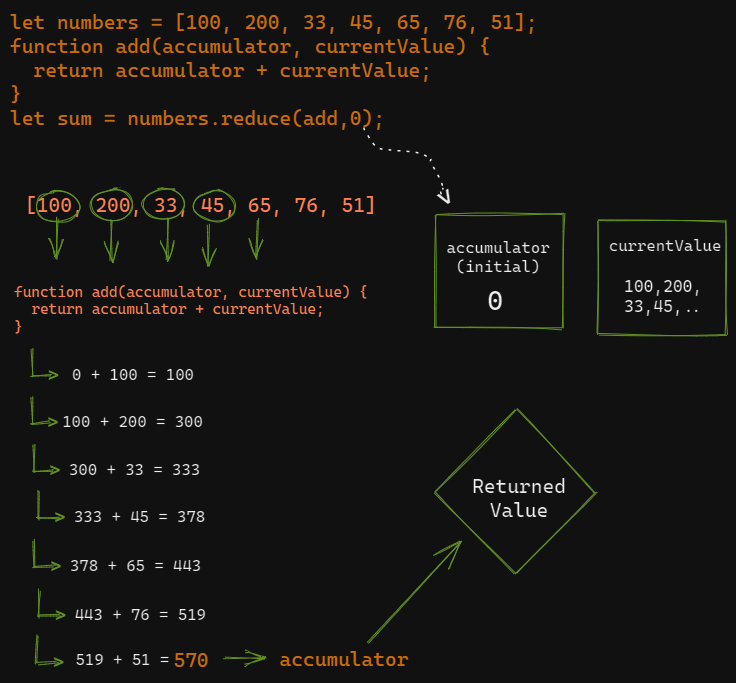 let numbers = [100, 200, 33, 45, 65, 76, 51];
function add(accumulator, currentValue) {
  return accumulator + currentValue;
}
let sum = numbers.reduce(add,0);
[100, 200, 33, 45, 65, 76, 51]
accumulator
(initial)
0
currentValue
100,200,
33,45,..
function add(accumulator, currentValue) {
  return accumulator + currentValue;
}
0 + 100 = 100
100 + 200 = 300
300 + 33 = 333
333 + 45 = 378
378 + 65 = 443
443 + 76 = 519
519 + 51 = 570
accumulator
Returned
Value